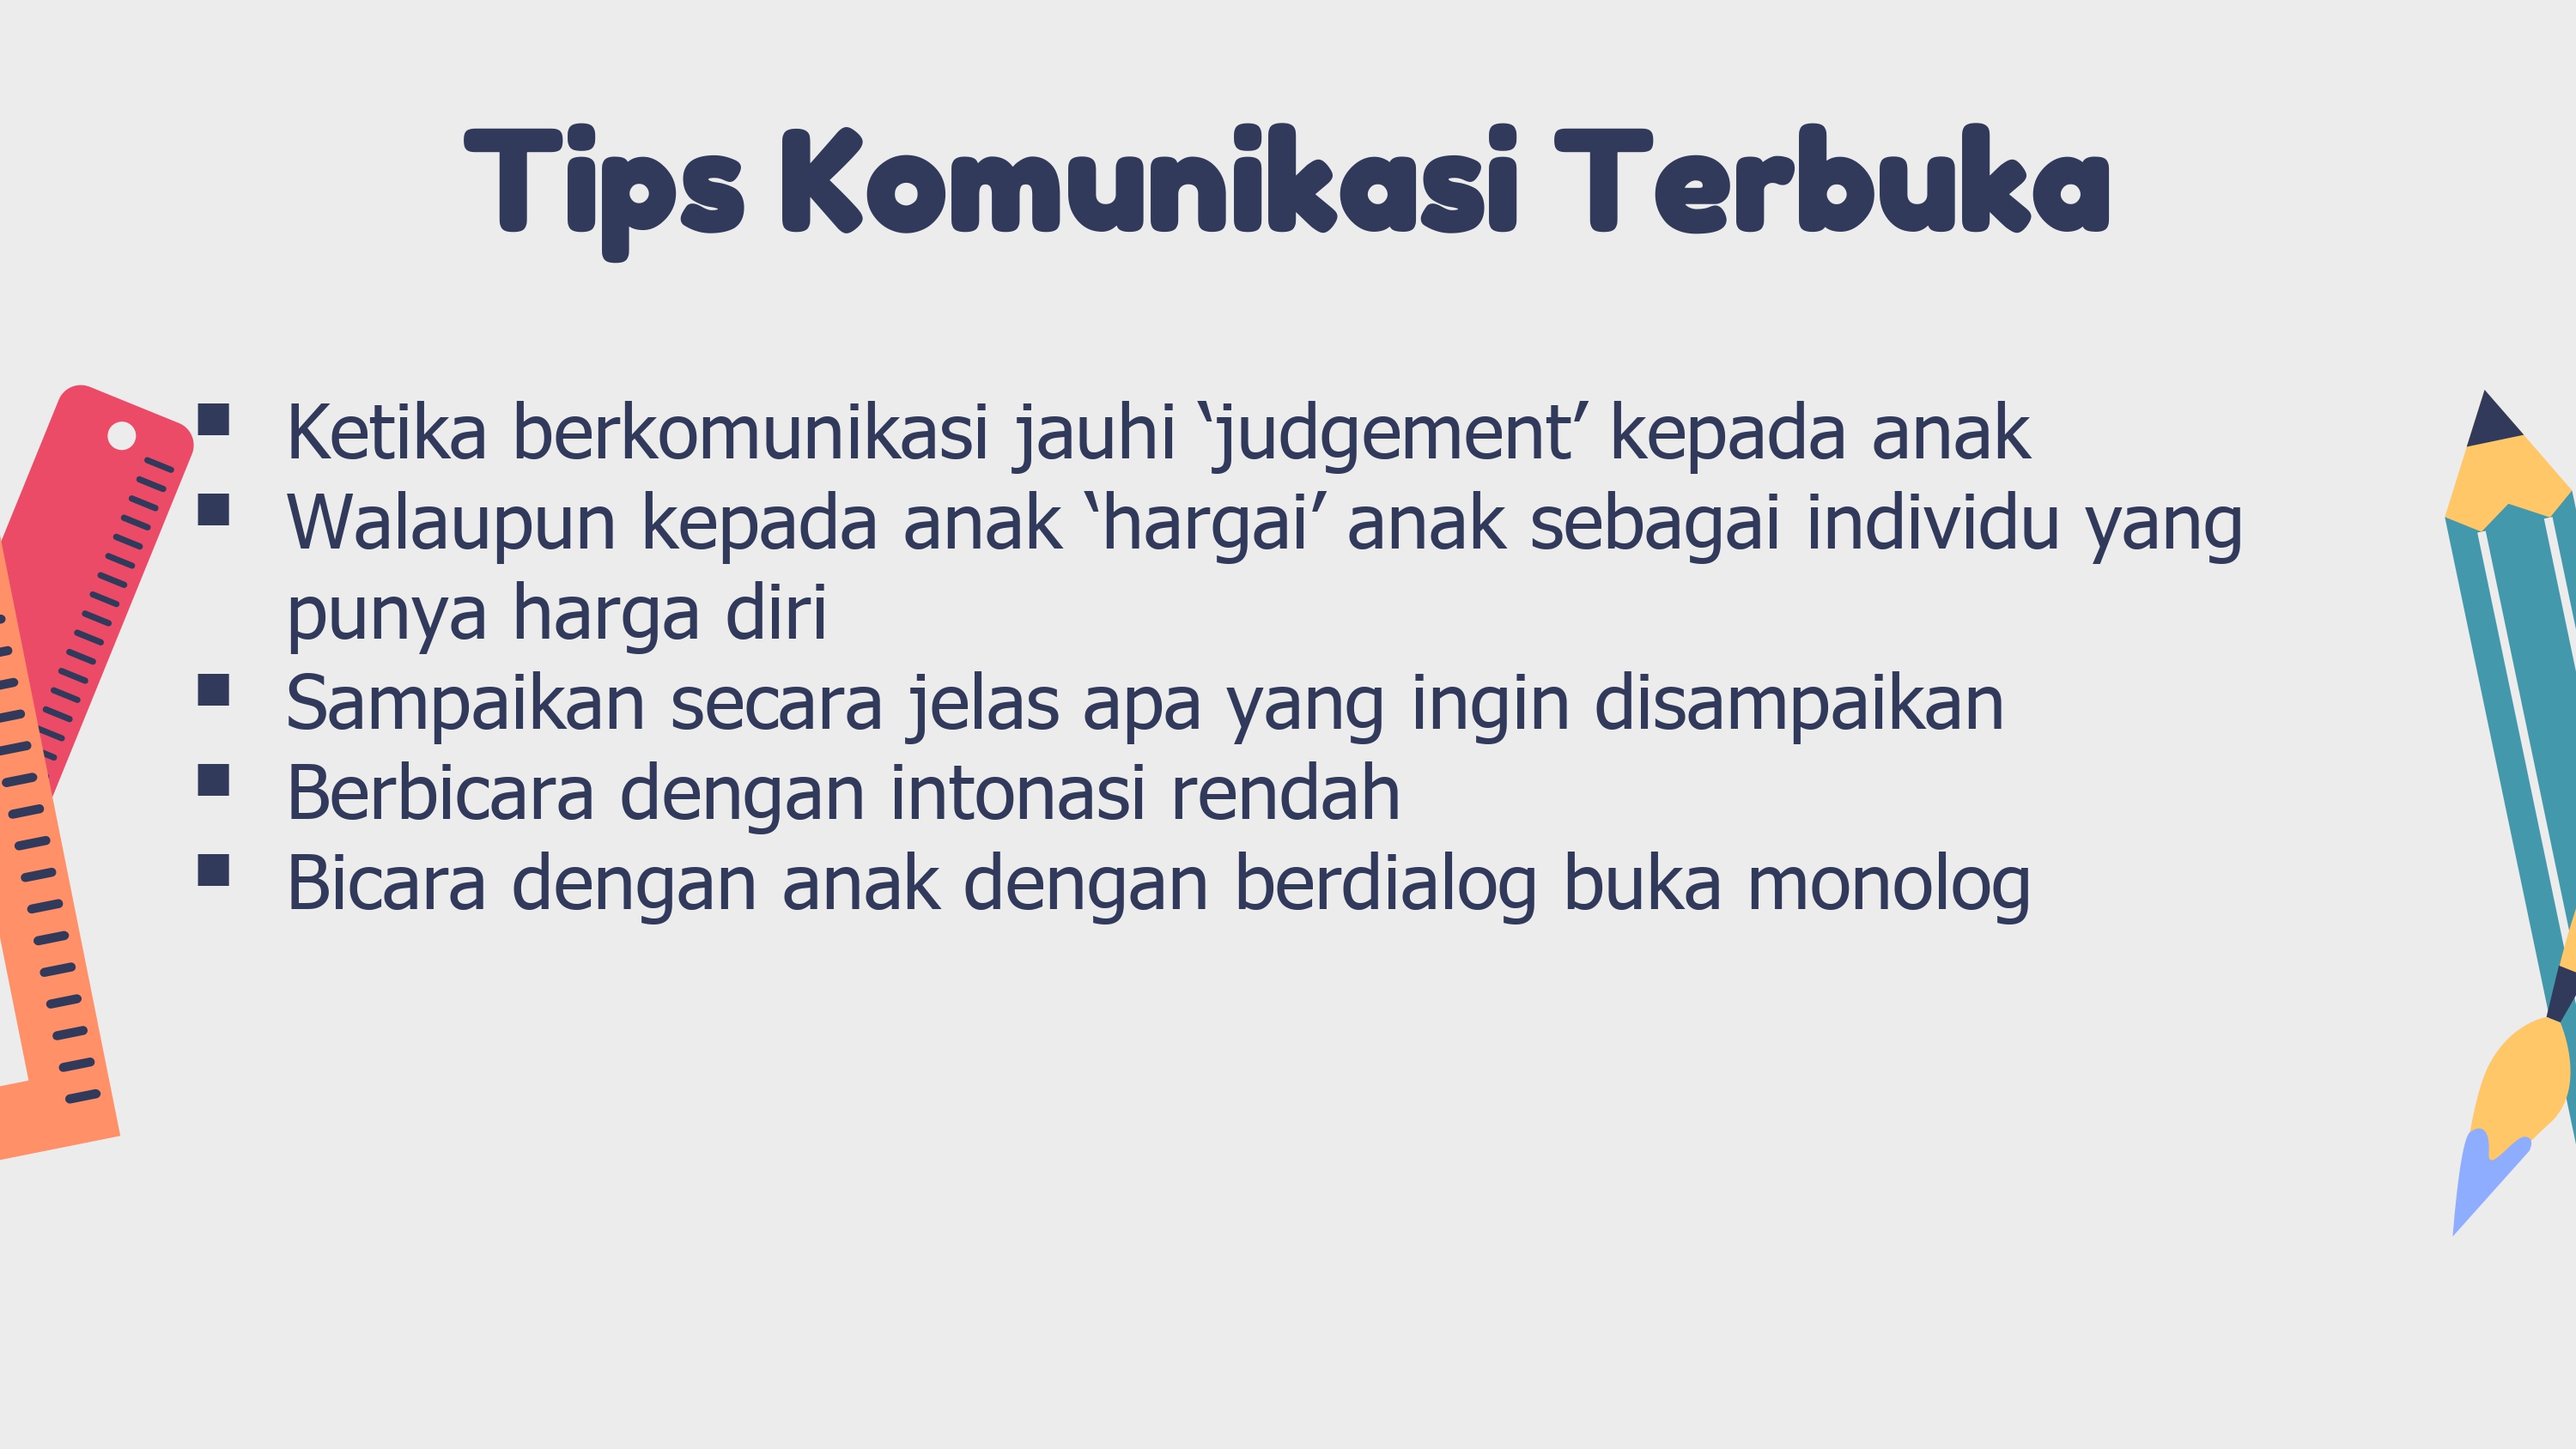 Tips Komunikasi Terbuka
▪ Ketika berkomunikasi jauhi ‘judgement’ kepada anak
▪ Walaupun kepada anak ‘hargai’ anak sebagai individu yang
punya harga diri
▪ Sampaikan secara jelas apa yang ingin disampaikan
▪ Berbicara dengan intonasi rendah
▪ Bicara dengan anak dengan berdialog buka monolog